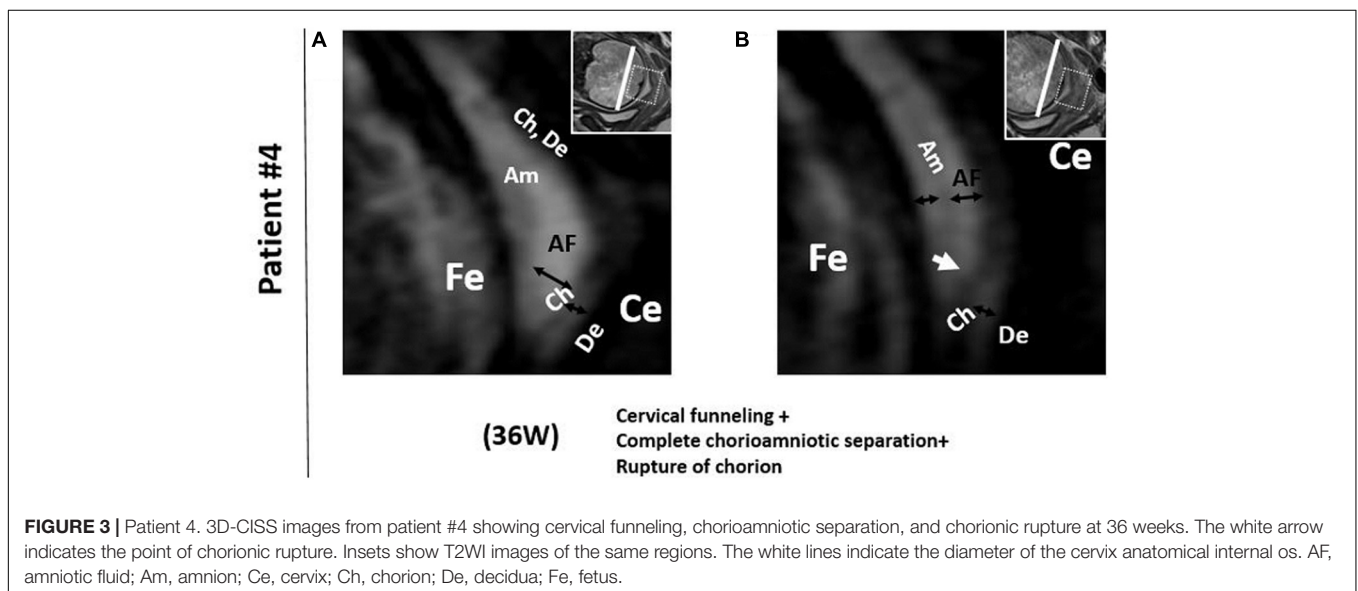 Patient #4
A
Ch, De
Am
AF
Fe
Ch
Ce
De
B
Ce
Am
AF
Fe
Ch
De
(36W)
Cervical funneling +
Complete chorioamniotic separation+
Rupture of chorion
FIGURE 3 | Patient 4. 3D-CISS images from patient #4 showing cervical funneling, chorioamniotic separation, and chorionic rupture at 36 weeks. The white arrow
indicates the point of chorionic rupture. Insets show T2WI images of the same regions. The white lines indicate the diameter of the cervix anatomical internal os. AF,
amniotic fluid; Am, amnion; Ce, cervix; Ch, chorion; De, decidua; Fe, fetus.